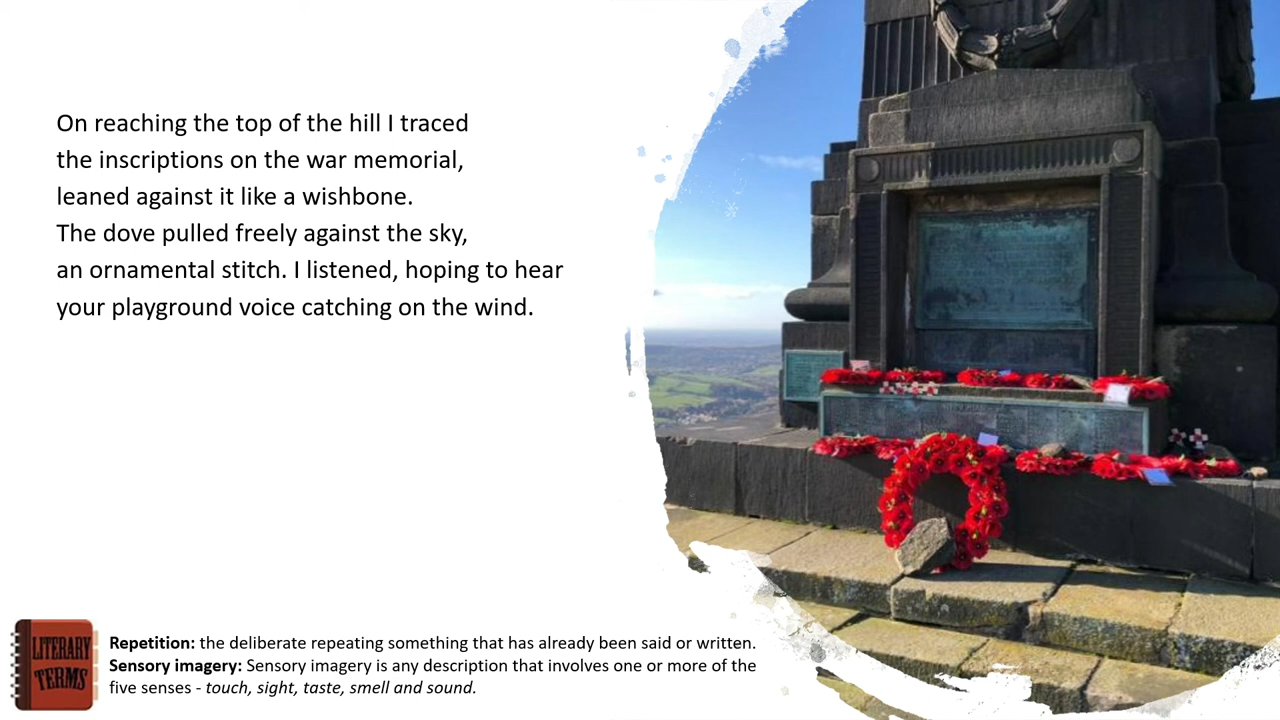 On reaching the top of the hill I traced
the inscriptions on the war memorial,
leaned against it like a wishbone.
The dove pulled freely against the sky,
an ornamental stitch. I listened, hoping to hear
your playground voice catching on the wind.
LITERARY
TERMS
Repetition: the deliberate repeating something that has already been said or written.
Sensory imagery: Sensory imagery is any description that involves one or more of the
five senses - touch, sight, taste, smell and sound.